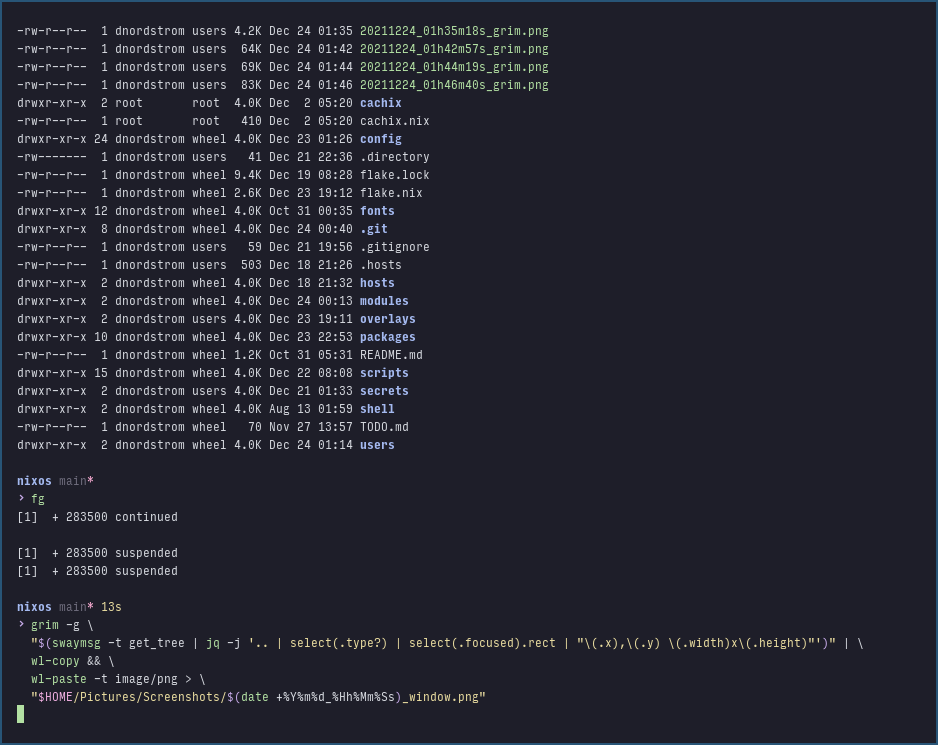 -rw-r--r--  1 dnordstrom users 4.2K Dec 24 01:35 20211224_01h35m18s_grim.png
-rw-r--r--  1 dnordstrom users  64K Dec 24 01:42 20211224_01h42m57s_grim.png
-rw-r--r--  1 dnordstrom users  69K Dec 24 01:44 20211224_01h44m19s_grim.png
-rw-r--r--  1 dnordstrom users  83K Dec 24 01:46 20211224_01h46m40s_grim.png
drwxr-xr-x  2 root       root  4.0K Dec  2 05:20 cachix
-rw-r--r--  1 root       root   410 Dec  2 05:20 cachix.nix
drwxr-xr-x 24 dnordstrom wheel 4.0K Dec 23 01:26 config
-rw-------  1 dnordstrom users   41 Dec 21 22:36 .directory
-rw-r--r--  1 dnordstrom wheel 9.4K Dec 19 08:28 flake.lock
-rw-r--r--  1 dnordstrom wheel 2.6K Dec 23 19:12 flake.nix
drwxr-xr-x 12 dnordstrom wheel 4.0K Oct 31 00:35 fonts
drwxr-xr-x  8 dnordstrom wheel 4.0K Dec 24 00:40 .git
-rw-r--r--  1 dnordstrom users   59 Dec 21 19:56 .gitignore
-rw-r--r--  1 dnordstrom users  503 Dec 18 21:26 .hosts
drwxr-xr-x  2 dnordstrom wheel 4.0K Dec 18 21:32 hosts
drwxr-xr-x  2 dnordstrom wheel 4.0K Dec 24 00:13 modules
drwxr-xr-x  2 dnordstrom users 4.0K Dec 23 19:11 overlays
drwxr-xr-x 10 dnordstrom wheel 4.0K Dec 23 22:53 packages
-rw-r--r--  1 dnordstrom wheel 1.2K Oct 31 05:31 README.md
drwxr-xr-x 15 dnordstrom wheel 4.0K Dec 22 08:08 scripts
drwxr-xr-x  2 dnordstrom users 4.0K Dec 21 01:33 secrets
drwxr-xr-x  2 dnordstrom wheel 4.0K Aug 13 01:59 shell
-rw-r--r--  1 dnordstrom wheel   70 Nov 27 13:57 TODO.md
drwxr-xr-x  2 dnordstrom wheel 4.0K Dec 24 01:14 users
nixos main*
› fg
[1]  + 283500 continued
[1]  + 283500 suspended
[1]  + 283500 suspended
nixos main* 13s
› grim -g \
  "$(swaymsg -t get_tree | jq -j '.. | select(.type?) | select(.focused).rect | "\(.x),\(.y) \(.width)x\(.height)"')" | \
  wl-copy && \
  wl-paste -t image/png > \
  "$HOME/Pictures/Screenshots/$(date +%Y%m%d_%Hh%Mm%Ss)_window.png"